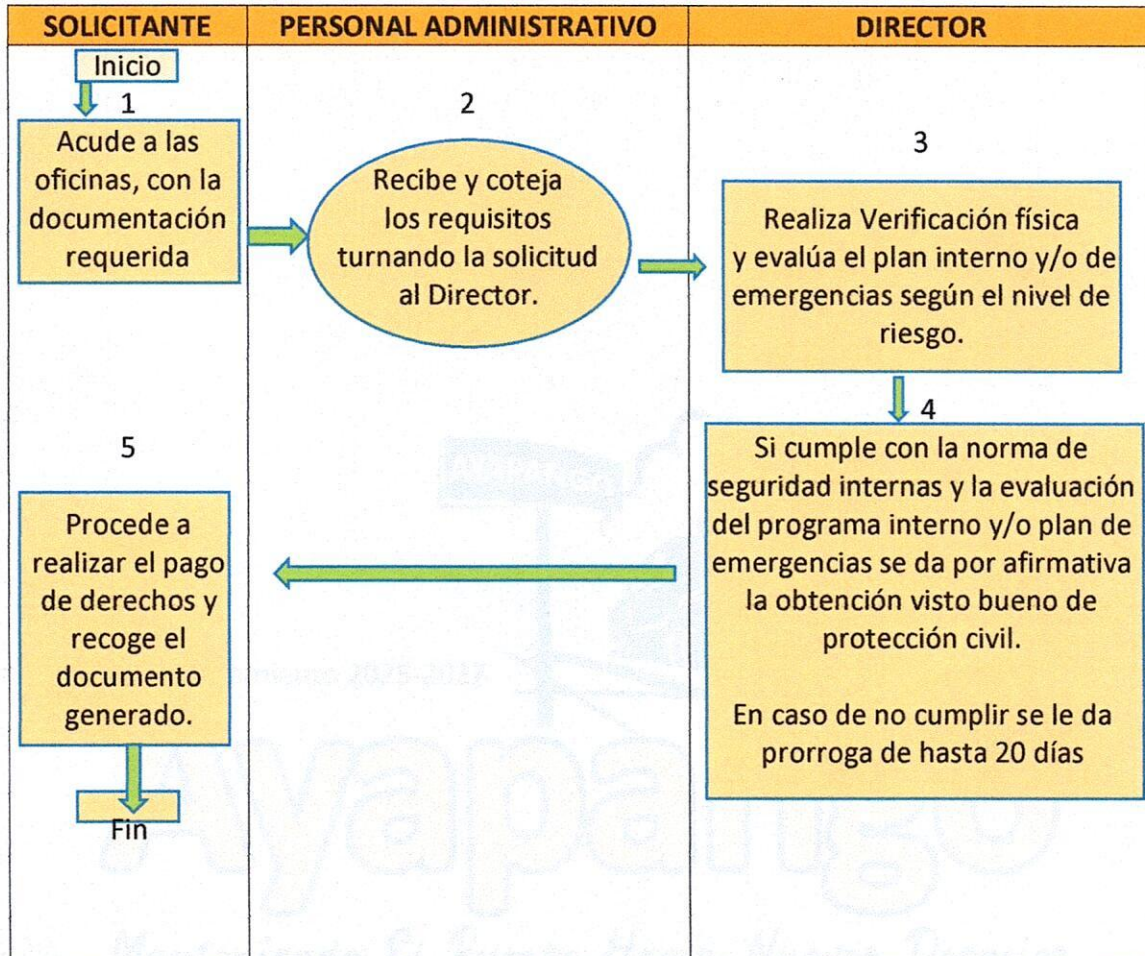 SOLICITANTE PERSONAL ADMINISTRATIVO DIRECTOR
Inicio
1
Acude a las
oficinas, con la
documentación
requerida
2
Recibe y coteja
los requisitos
turnando la solicitud
al Director.
3
Realiza Verificación física
y evalúa el plan interno y/o de
emergencias según el nivel de
riesgo.
4
Si cumple con la norma de
seguridad internas y la evaluación
del programa interno y/o plan de
emergencias se da por afirmativa
la obtención visto bueno de
protección civil.
En caso de no cumplir se le da
prorroga de hasta 20 días
5
Procede a
realizar el pago
de derechos y
recoge el
documento
generado.
Fin
2025-2027
Ayapango